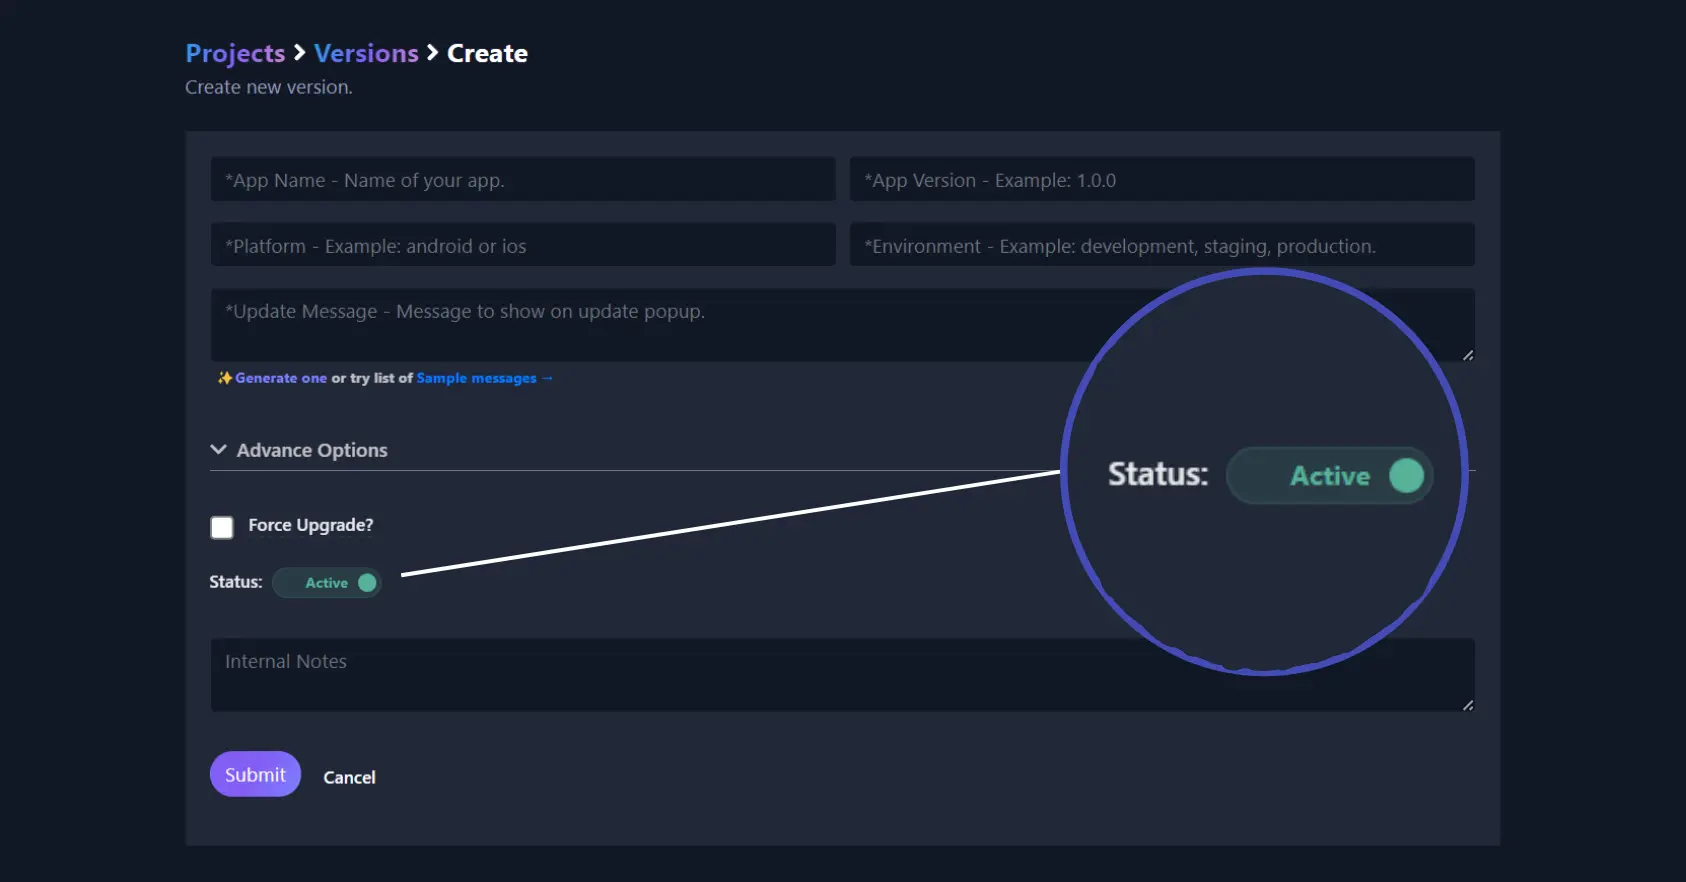 Projects > Versions > Create
Create new version.
*App Name - Name of your app.
*App Version - Example: 1.0.0
*Platform - Example: android or ios
*Environment - Example: development, staging, production.
*Update Message - Message to show on update popup.
✨Generate one or try list of Sample messages →
Advance Options
Force Upgrade?
Status: Active
Status: Active
Internal Notes
Submit Cancel